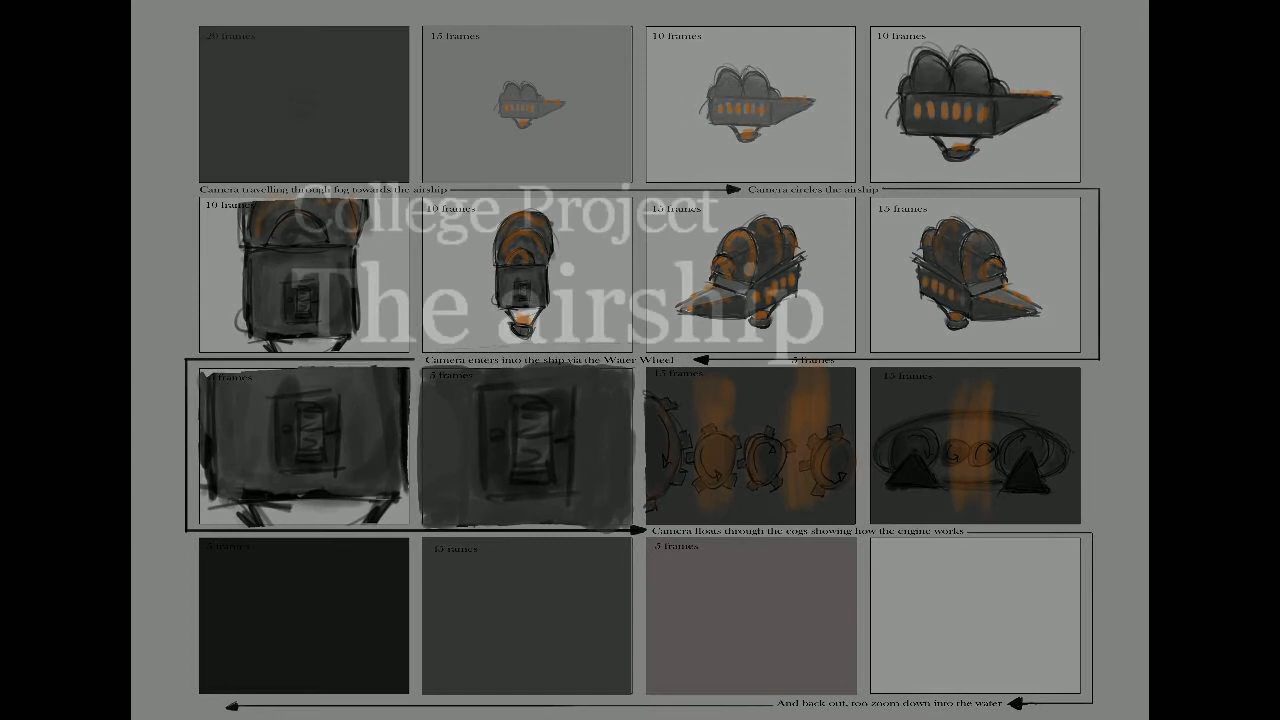 20 frames
15 frames
10 frames
10 frames
Camera travelling through fog towards the airship
Camera circles the airship
College Project
The airship
10 frames
10 frames
15 frames
15 frames
Camera enters into the ship via the Water Wheel
5 frames
frames
5 frames
15 frames
15 frames
Camera floats through the cogs showing how the engine works
5 frames
15 frames
5 frames
And back out, too zoom down into the water